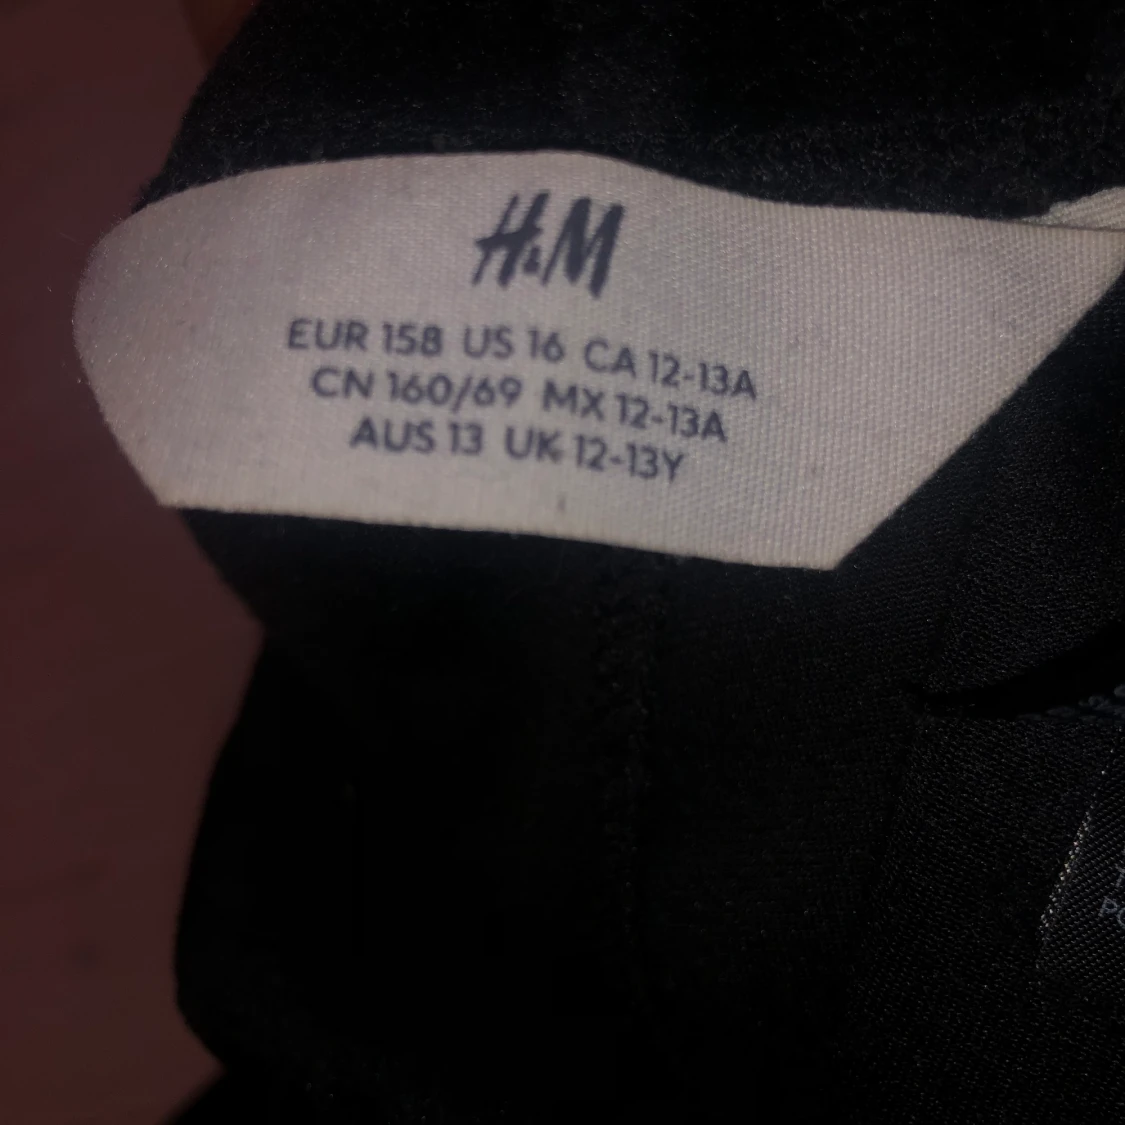 H&M
EUR 158 US 16 CA 12-13A
CN 160/69 MX 12-13A
AUS 13 UK 12-13Y